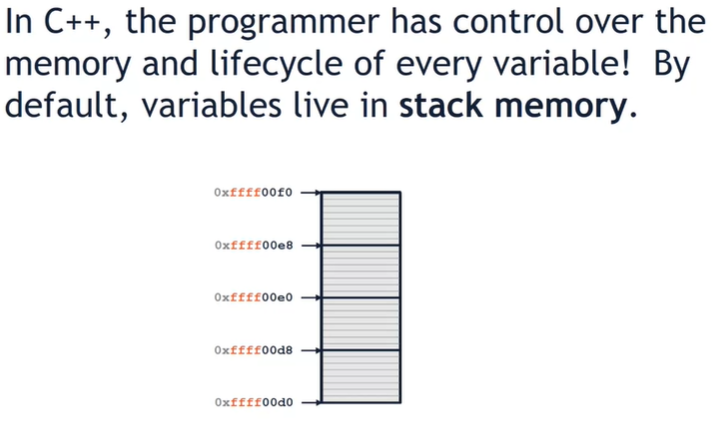 In C++, the programmer has control over the
memory and lifecycle of every variable! By
default, variables live in stack memory.
0xffff00f0
0xffff00e8
0xffff00e0
0xffff00d8
0xffff00d0